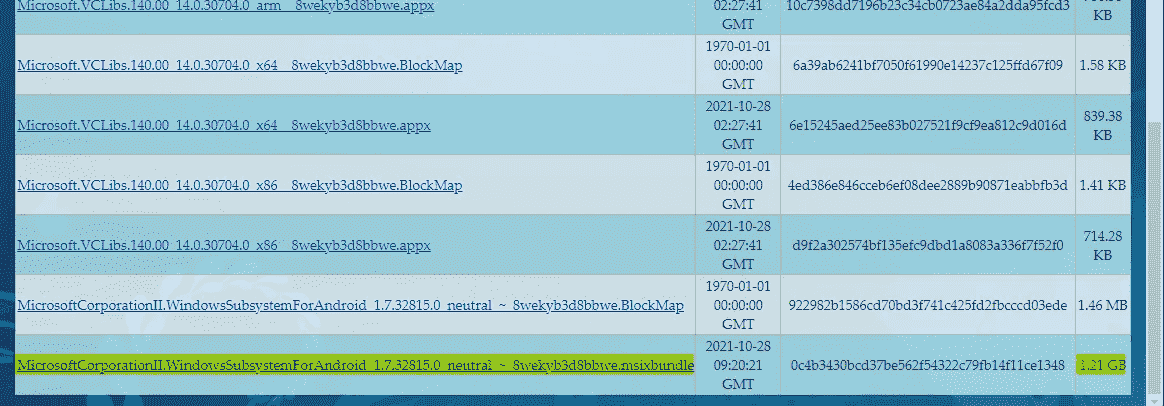 Microsoft.VCLibs.140.00_14.0.30704.0_arm__8wekyb3d8bbwe.appx
02:27:41
GMT
10c7398dd7196b23c34cb0723ae84a2dda95fcd3
KB
Microsoft.VCLibs.140.00_14.0.30704.0_x64__8wekyb3d8bbwe.BlockMap
1970-01-01
00:00:00
GMT
6a39ab6241bf7050f61990e14237c125ffd67f09
1.58 KB
Microsoft.VCLibs.140.00_14.0.30704.0_x64__8wekyb3d8bbwe.appx
2021-10-28
02:27:41
GMT
6e15245aed25ee83b027521f9cf9ea812c9d016d
839.38
KB
Microsoft.VCLibs.140.00_14.0.30704.0_x86__8wekyb3d8bbwe.BlockMap
1970-01-01
00:00:00
GMT
4ed386e846cceb6ef08dee2889b90871eabbfb3d
1.41 KB
Microsoft.VCLibs.140.00_14.0.30704.0_x86__8wekyb3d8bbwe.appx
2021-10-28
02:27:41
GMT
d9f2a302574bf135efc9dbd1a8083a336f7f52f0
714.28
KB
MicrosoftCorporationII.WindowsSubsystemForAndroid_1.7.32815.0_neutral_~_8wekyb3d8bbwe.BlockMap
1970-01-01
00:00:00
GMT
922982b1586cd70bd3f741c425fd2fbcccd03ede
1.46 MB
MicrosoftCorporationII.WindowsSubsystemForAndroid_1.7.32815.0_neutral_~_8wekyb3d8bbwe.msixbundle
2021-10-28
09:20:21
GMT
0c4b3430bcd37be562f54322c79fb14f11ce1348
1.21 GB